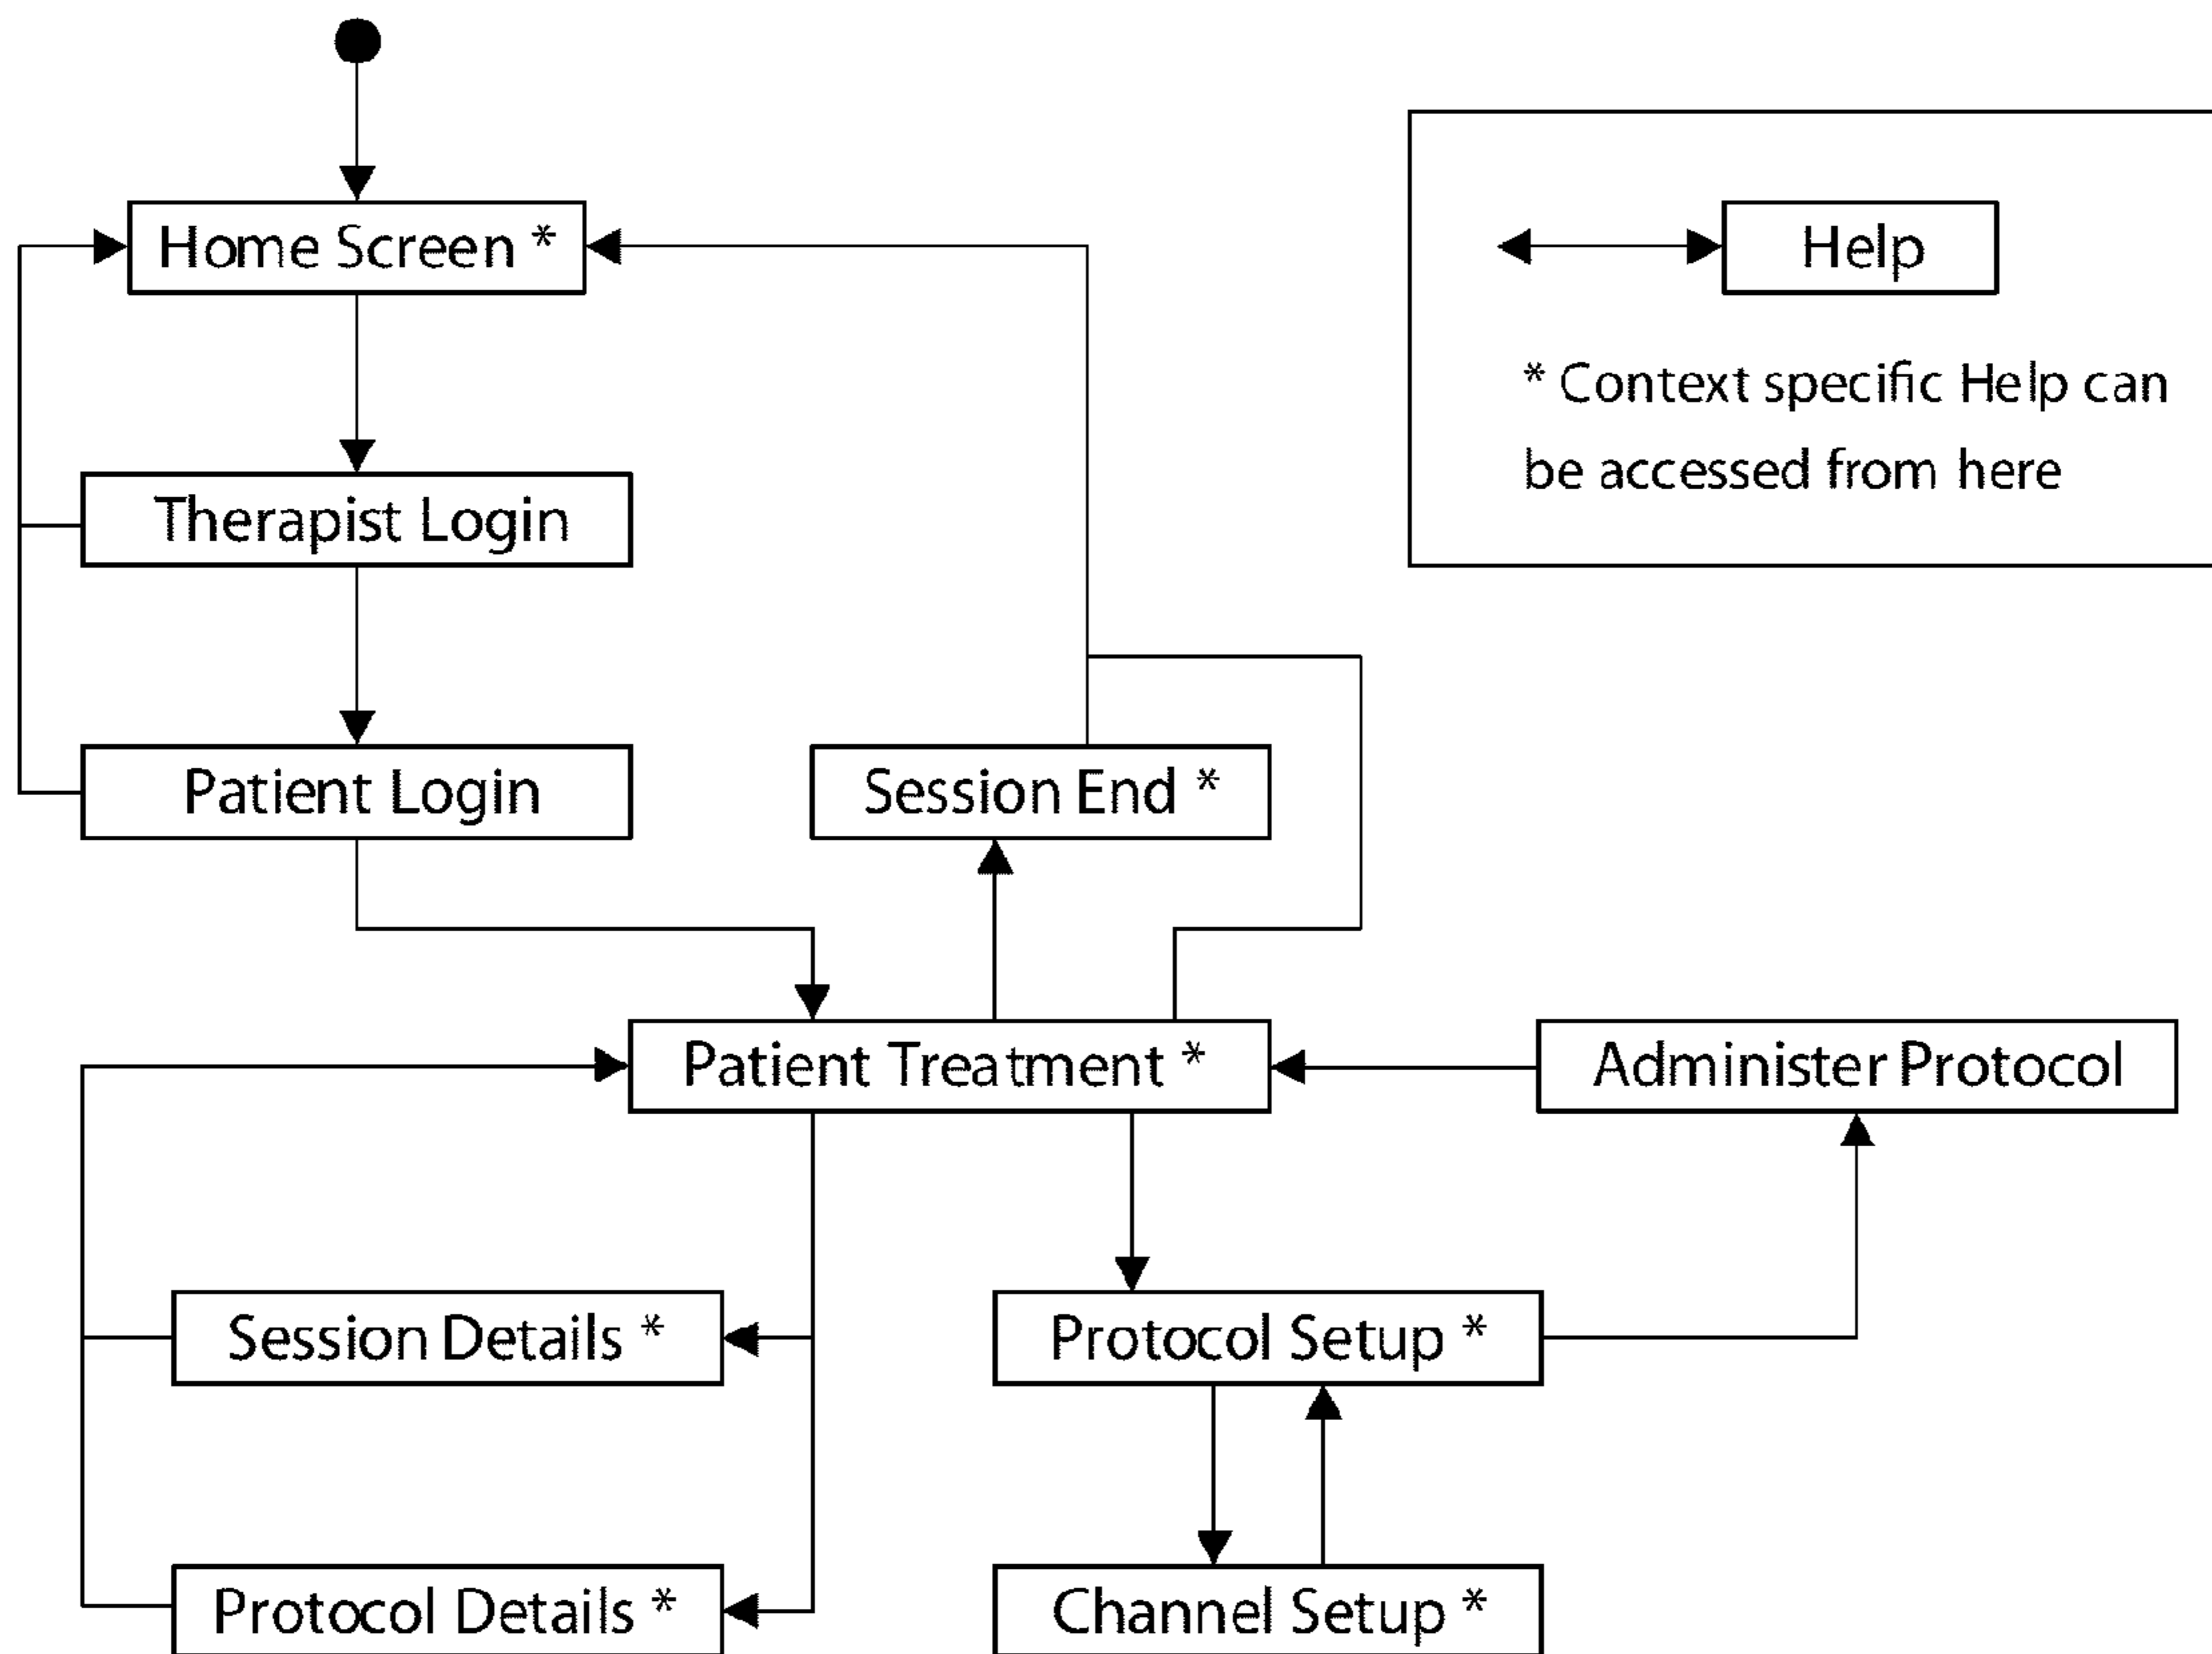 Home Screen *
Help
* Context specific Help can
be accessed from here
Therapist Login
Patient Login
Session End *
Patient Treatment *
Administer Protocol
Session Details *
Protocol Setup *
Protocol Details *
Channel Setup *